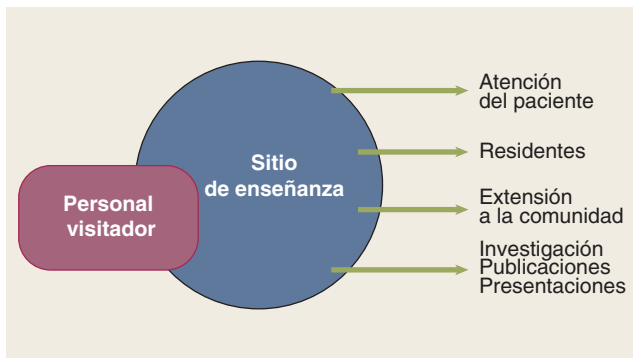 Personal
visitador
Sitio
de enseñanza
Atención
del paciente
Residentes
Extensión
a la comunidad
Investigación
Publicaciones
Presentaciones